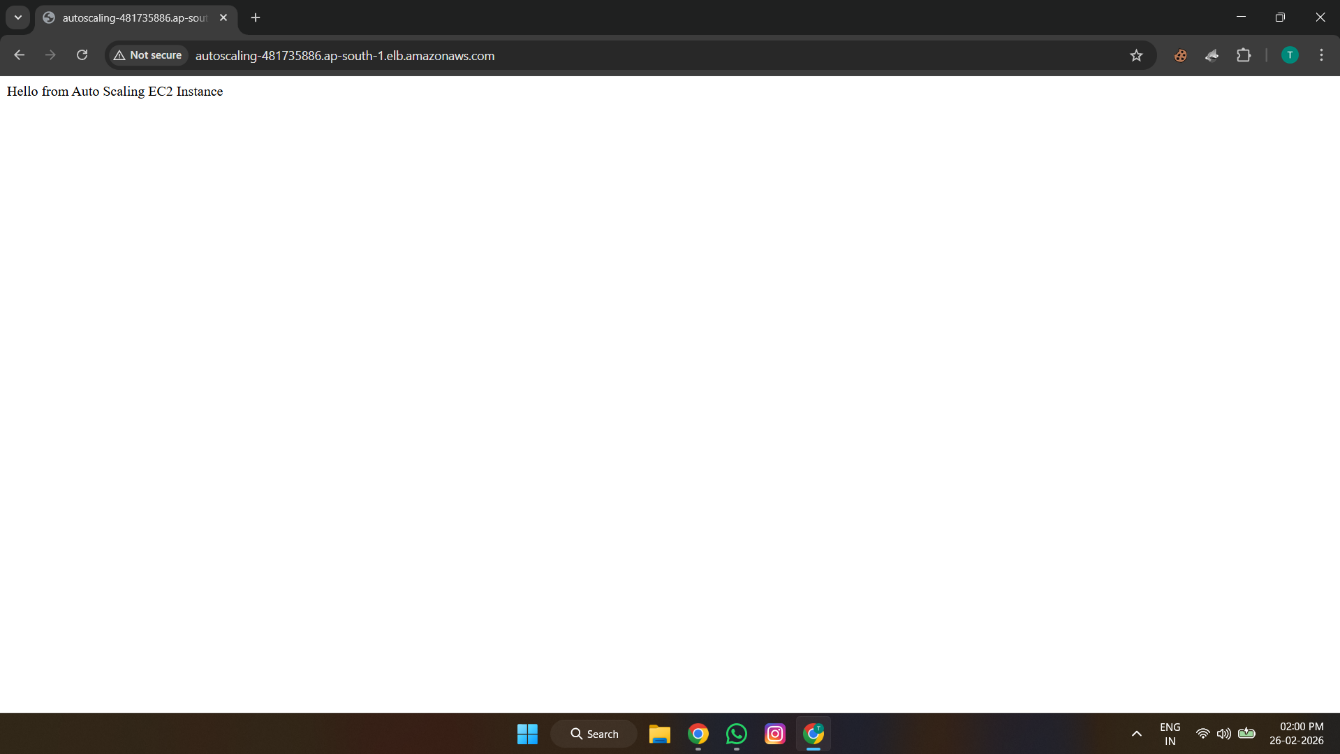 autoscaling-481735886.ap-sout
Not secure
autoscaling-481735886.ap-south-1.elb.amazonaws.com
T
Hello from Auto Scaling EC2 Instance
Search
T
ENG
IN
02:00 PM
26-02-2026